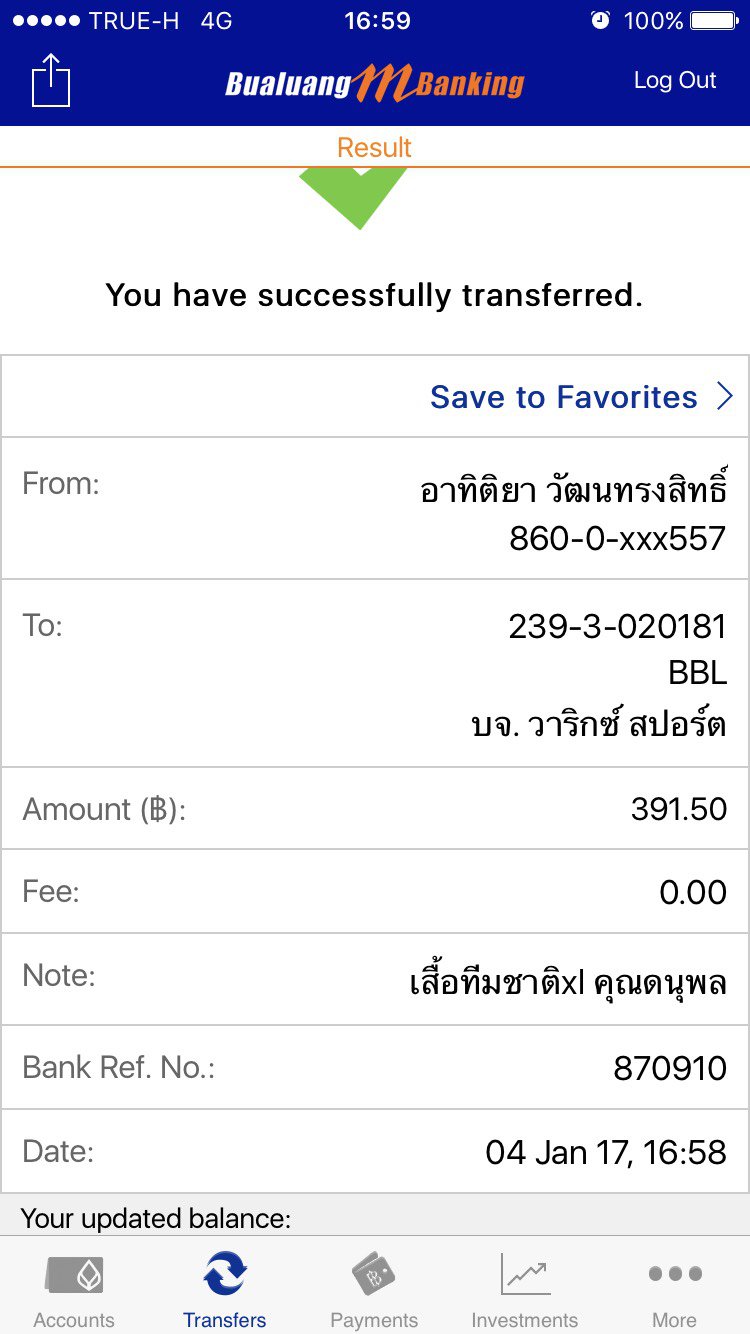 TRUE-H 4G 16:59 100%
Bualuang mBanking Log Out
Result
You have successfully transferred.
Save to Favorites
From: อาทิติยา วัฒนทรงสิทธิ์
860-0-xxx557
To: 239-3-020181
BBL
บจ. วาริกซ์ สปอร์ต
Amount (฿): 391.50
Fee: 0.00
Note: เสื้อทีมชาติxl คุณดนุพล
Bank Ref. No.: 870910
Date: 04 Jan 17, 16:58
Your updated balance:
Accounts Transfers Payments Investments More